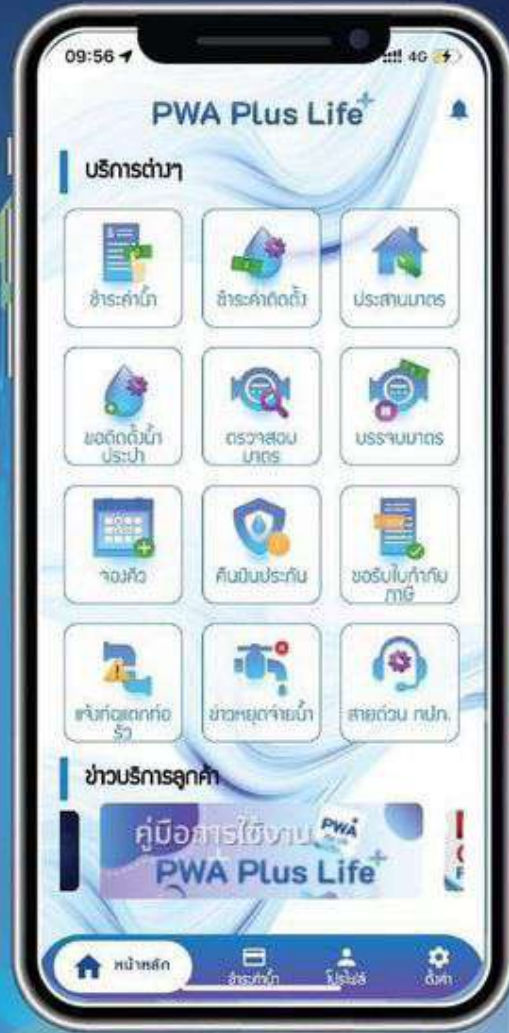 09:56
4G
PWA Plus Life+
บริการต่างๆ
ชำระค่าน้ำ
ชำระค่าติดตั้ง
ประสานมาตร
ขอติดตั้งน้ำ
ประปา
ตรวจสอบ
มาตร
บรรจบมาตร
จองคิว
คืนเงินประกัน
ขอรับใบกำกับ
ภาษี
แจ้งท่อแตกท่อ
รั่ว
ข่าวหยุดจ่ายน้ำ
สายด่วน กปภ.
ข่าวบริการลูกค้า
คู่มือการใช้งาน
PWA
PWA Plus Life+
หน้าหลัก
ชำระค่าน้ำ
โปรไฟล์
ตั้งค่า